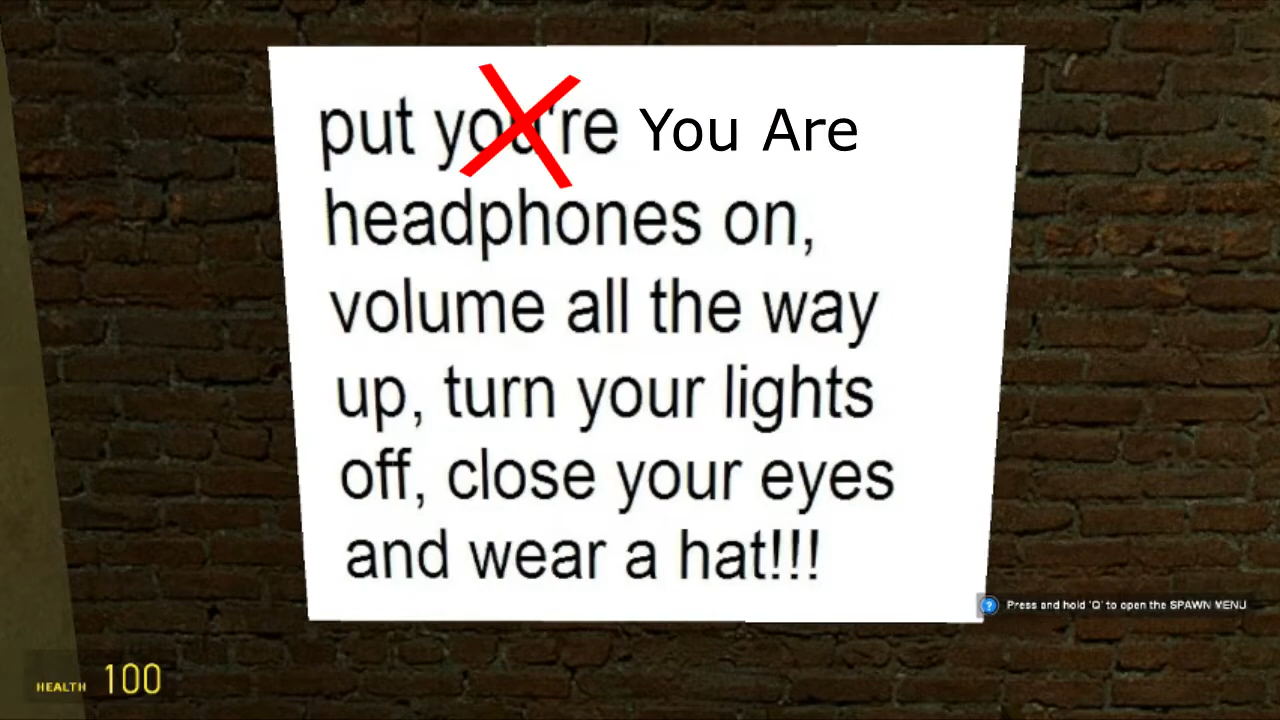 put you're You Are
headphones on,
volume all the way
up, turn your lights
off, close your eyes
and wear a hat!!!
Press and hold 'Q' to open the SPAWN MENU
HEALTH 100